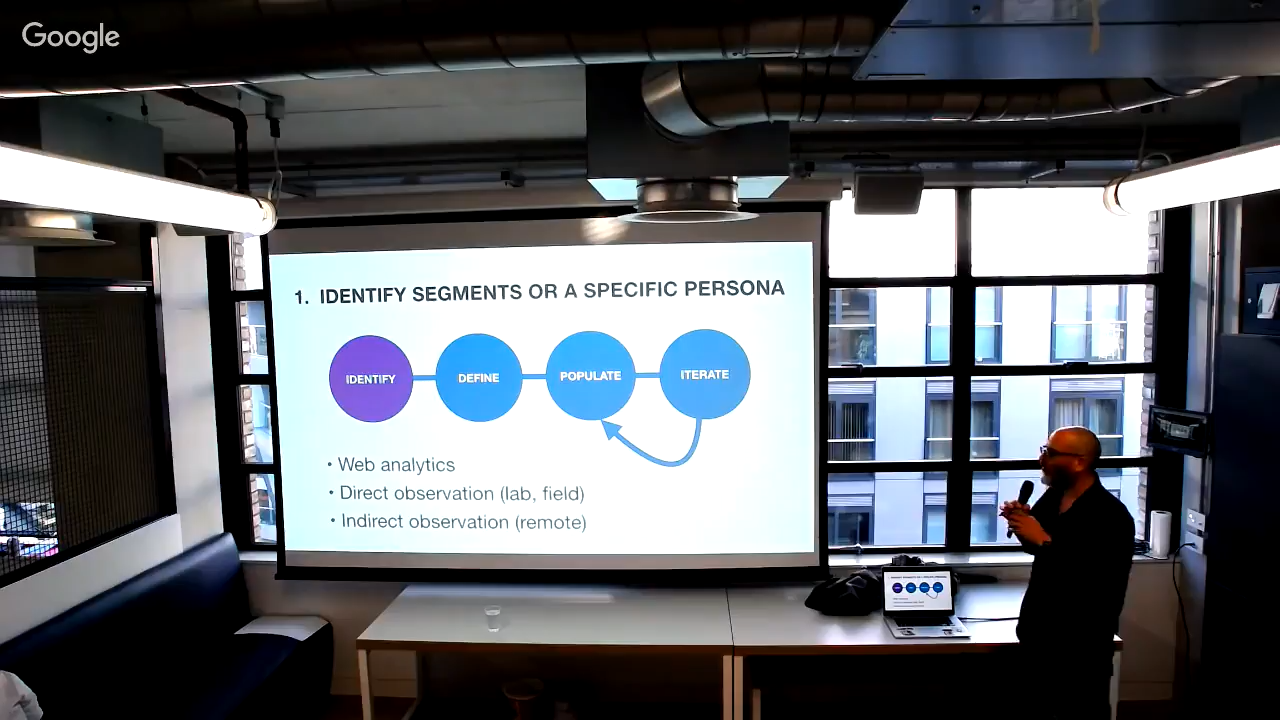 Google
1. IDENTIFY SEGMENTS OR A SPECIFIC PERSONA
IDENTIFY DEFINE POPULATE ITERATE
• Web analytics
• Direct observation (lab, field)
• Indirect observation (remote)